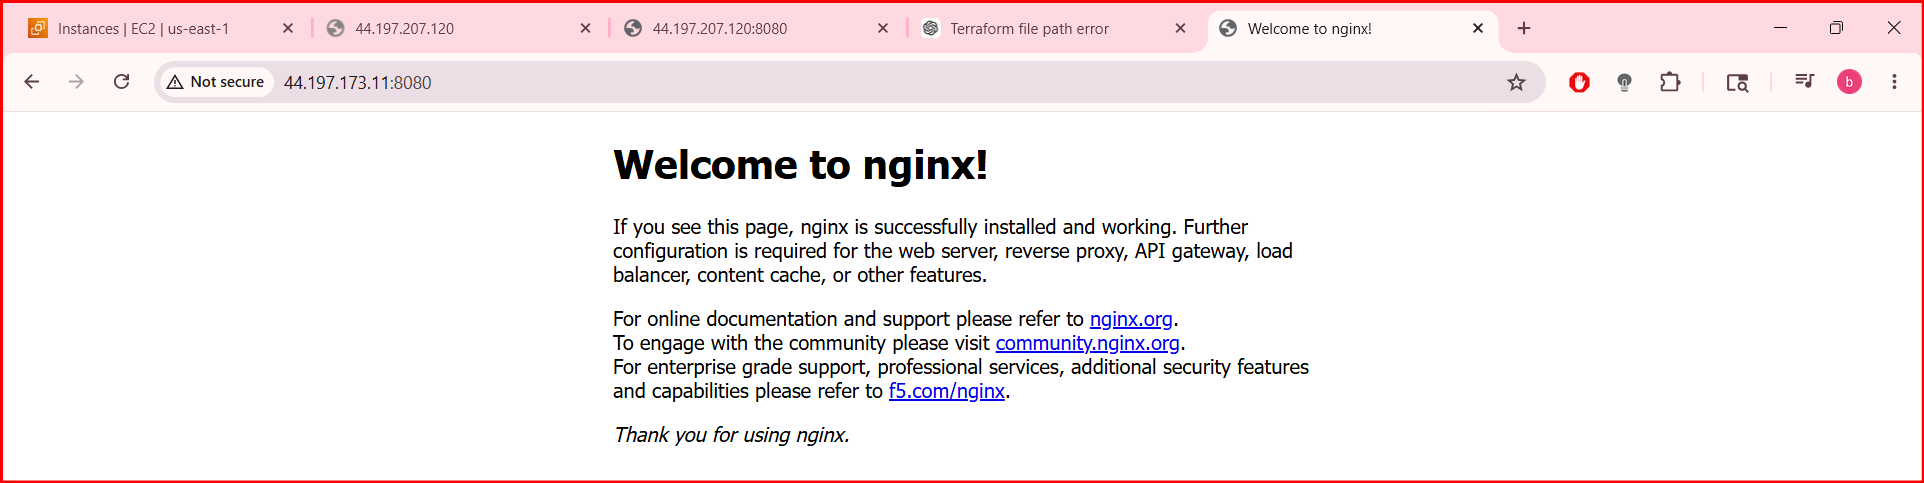 Instances | EC2 | us-east-1
44.197.207.120
44.197.207.120:8080
Terraform file path error
Welcome to nginx!
Not secure
44.197.173.11:8080
b
Welcome to nginx!
If you see this page, nginx is successfully installed and working. Further
configuration is required for the web server, reverse proxy, API gateway, load
balancer, content cache, or other features.
For online documentation and support please refer to nginx.org.
To engage with the community please visit community.nginx.org.
For enterprise grade support, professional services, additional security features
and capabilities please refer to f5.com/nginx.
Thank you for using nginx.